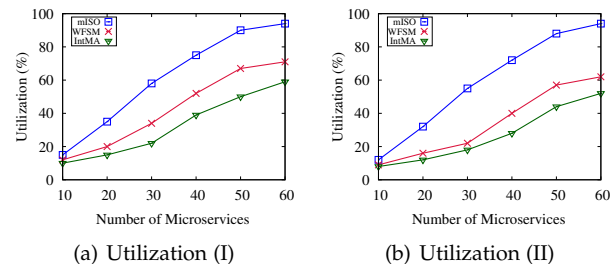 100
80
60
40
20
0
Utilization (%)
mISO
WFSM
IntMA
10 20 30 40 50 60
Number of Microservices
(a) Utilization (I)
100
80
60
40
20
0
Utilization (%)
mISO
WFSM
IntMA
10 20 30 40 50 60
Number of Microservices
(b) Utilization (II)